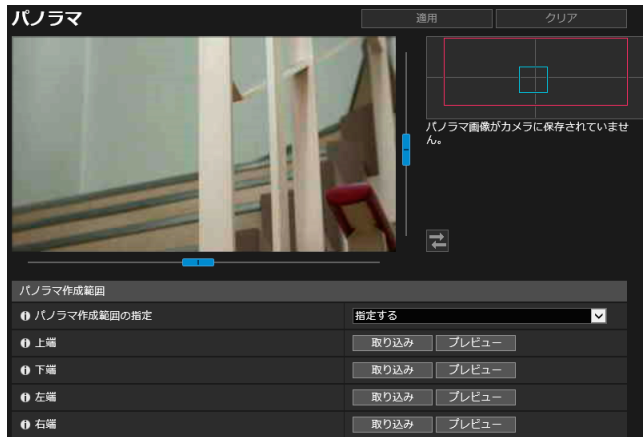 パノラマ
適用
クリア
パノラマ画像がカメラに保存されていませ
ん。
パノラマ作成範囲
パノラマ作成範囲の指定
指定する
上端
取り込み
プレビュー
下端
取り込み
プレビュー
左端
取り込み
プレビュー
右端
取り込み
プレビュー